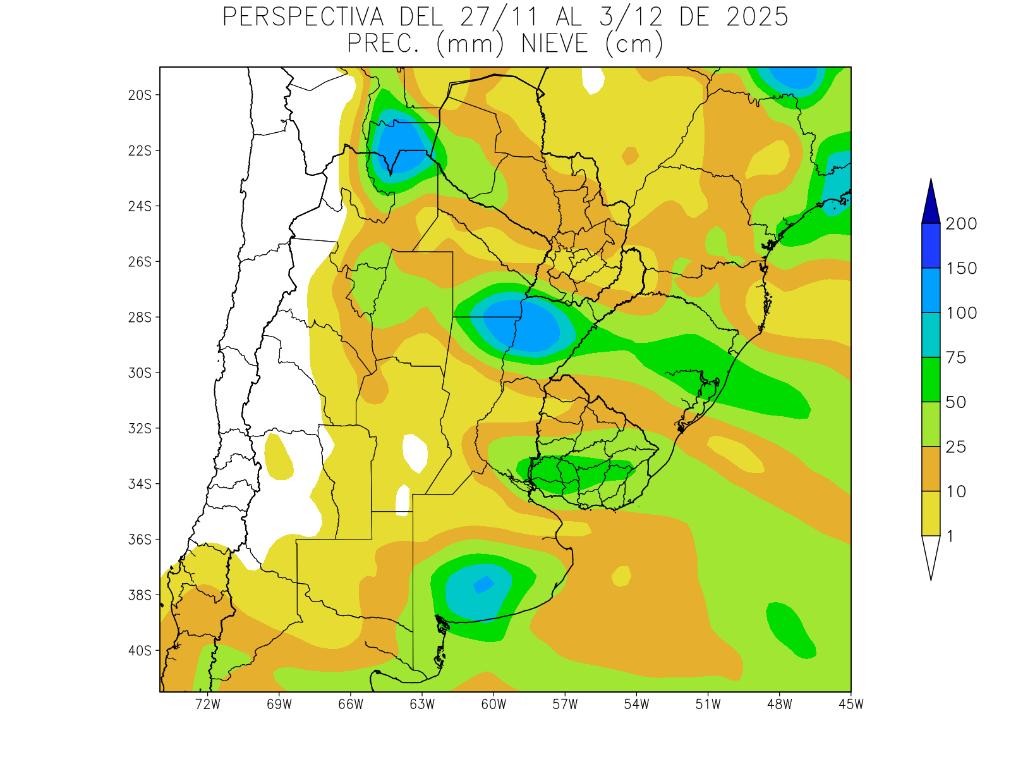 PERSPECTIVA DEL 27/11 AL 3/12 DE 2025
PREC. (mm) NIEVE (cm)
20S
22S
24S
26S
28S
30S
32S
34S
36S
38S
40S
72W 69W 66W 63W 60W 57W 54W 51W 48W 45W
200
150
100
75
50
25
10
1